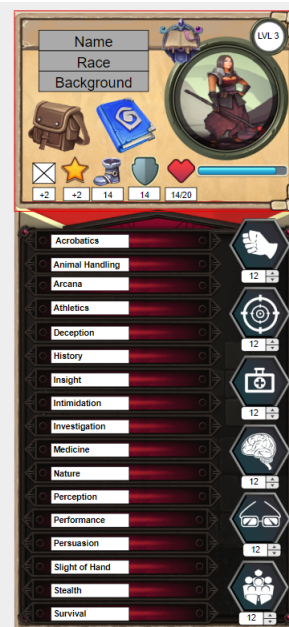 Name
LVL 3
Race
Background
+2
+2
14
14
14/20
Acrobatics
Animal Handling
12
Arcana
Athletics
Deception
12
History
Insight
Intimidation
12
Investigation
Medicine
Nature
12
Perception
Performance
Persuasion
12
Slight of Hand
Stealth
Survival
12